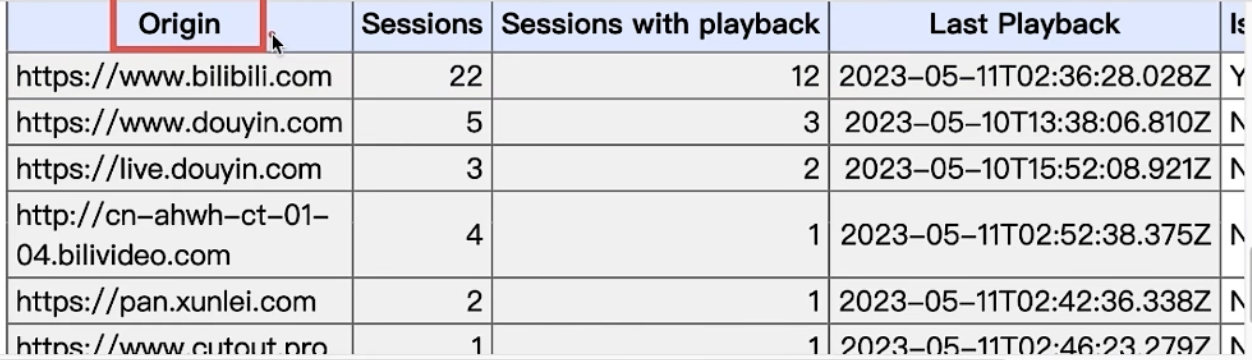 Origin Sessions Sessions with playback Last Playback Is
https://www.bilibili.com 22 12 2023-05-11T02:36:28.028Z Y
https://www.douyin.com 5 3 2023-05-10T13:38:06.810Z N
https://live.douyin.com 3 2 2023-05-10T15:52:08.921Z N
http://cn-ahwh-ct-01-
04.bilivideo.com 4 1 2023-05-11T02:52:38.375Z N
https://pan.xunlei.com 2 1 2023-05-11T02:42:36.338Z N
https://www.cutout.pro 1 1 2023-05-11T02:46:23.279Z N